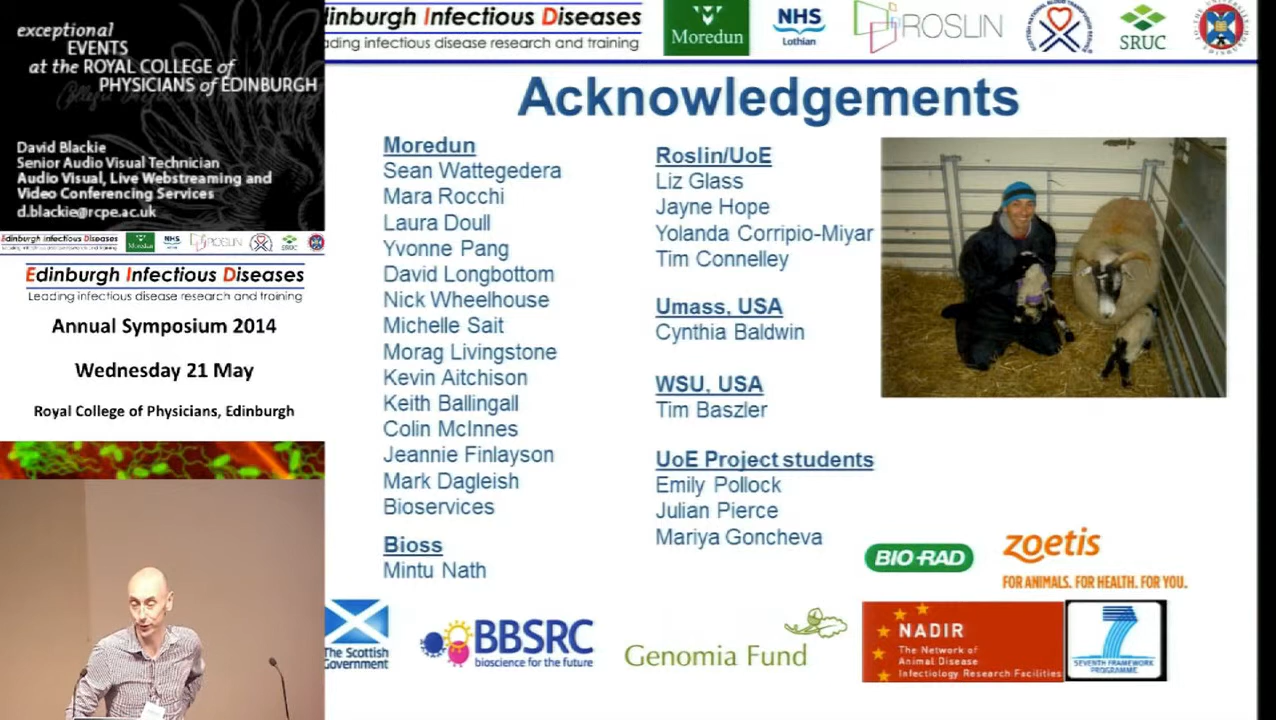 exceptional
EVENTS
at the ROYAL COLLEGE of
PHYSICIANS of EDINBURGH
David Blackie
Senior Audio Visual Technician
Audio Visual, Live Webstreaming and
Video Conferencing Services
d.blackie@rcpe.ac.uk
Edinburgh Infectious Diseases
Leading infectious disease research and training
Annual Symposium 2014
Wednesday 21 May
Royal College of Physicians, Edinburgh
dinburgh Infectious Diseases
ading infectious disease research and training
Moredun
NHS
Lothian
ROSLIN
SRUC
Acknowledgements
Moredun
Sean Wattegedera
Mara Rocchi
Laura Doull
Yvonne Pang
David Longbottom
Nick Wheelhouse
Michelle Sait
Morag Livingstone
Kevin Aitchison
Keith Ballingall
Colin McInnes
Jeannie Finlayson
Mark Dagleish
Bioservices
Bioss
Mintu Nath
Roslin/UoE
Liz Glass
Jayne Hope
Yolanda Corripio-Miyar
Tim Connelley
Umass, USA
Cynthia Baldwin
WSU, USA
Tim Baszler
UoE Project students
Emily Pollock
Julian Pierce
Mariya Goncheva
BIO-RAD
zoetis
FOR ANIMALS. FOR HEALTH. FOR YOU.
The Scottish
Government
BBSRC
bioscience for the future
Genomia Fund
NADIR
The Network of
Animal Disease
Infectiology Research Facilities
7
SEVENTH FRAMEWORK
PROGRAMME